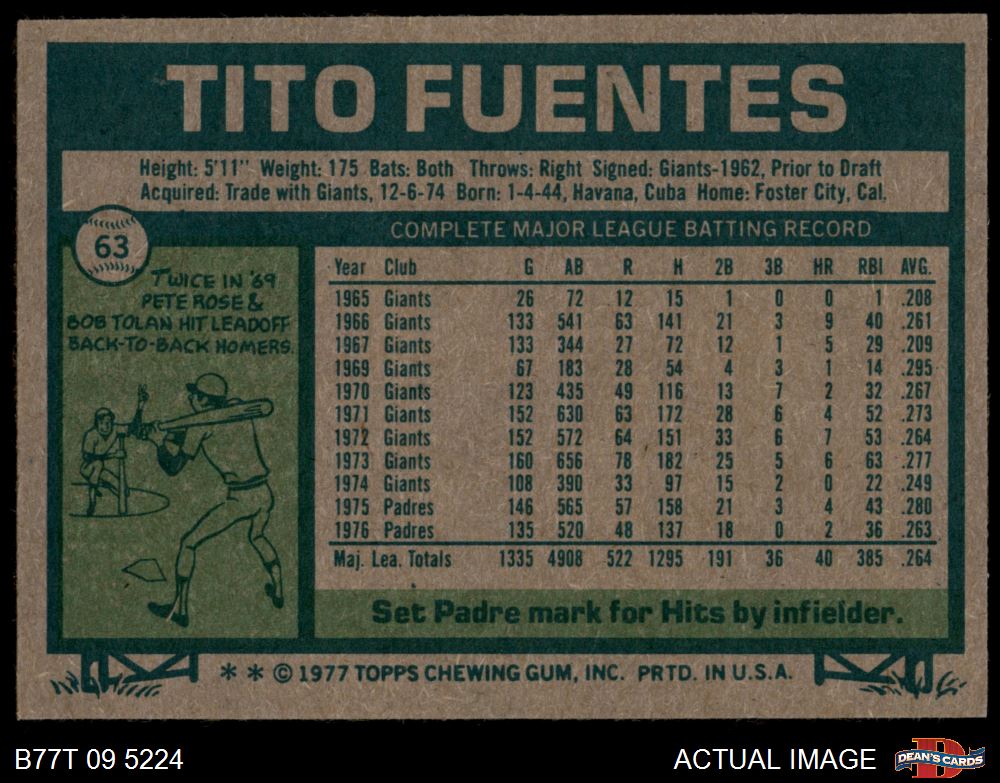 TITO FUENTES
Height: 5'11" Weight: 175 Bats: Both Throws: Right Signed: Giants-1962, Prior to Draft
Acquired: Trade with Giants, 12-6-74 Born: 1-4-44, Havana, Cuba Home: Foster City, Cal.
63
TWICE IN '69
PETE ROSE &
BOB TOLAN HIT LEADOFF
BACK-TO-BACK HOMERS.
COMPLETE MAJOR LEAGUE BATTING RECORD
Year Club G AB R H 2B 3B HR RBI AVG.
1965 Giants 26 72 12 15 1 0 0 1 .208
1966 Giants 133 541 63 141 21 3 9 40 .261
1967 Giants 133 344 27 72 12 1 5 29 .209
1969 Giants 67 183 28 54 4 3 1 14 .295
1970 Giants 123 435 49 116 13 7 2 32 .267
1971 Giants 152 630 63 172 28 6 4 52 .273
1972 Giants 152 572 64 151 33 6 7 53 .264
1973 Giants 160 656 78 182 25 5 6 63 .277
1974 Giants 108 390 33 97 15 2 0 22 .249
1975 Padres 146 565 57 158 21 3 4 43 .280
1976 Padres 135 520 48 137 18 0 2 36 .263
Maj. Lea. Totals 1335 4908 522 1295 191 36 40 385 .264
Set Padre mark for Hits by infielder.
* * © 1977 TOPPS CHEWING GUM, INC. PRTD. IN U.S.A.
B77T 09 5224
ACTUAL IMAGE
DEAN'S CARDS